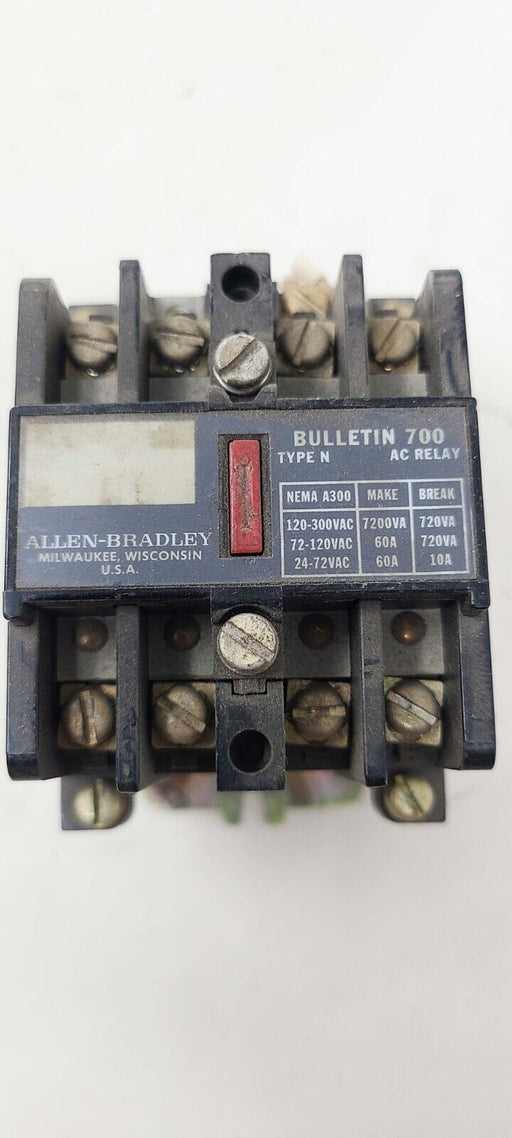 BULLETIN 700
TYPE N AC RELAY
NEMA A300 MAKE BREAK
120-300VAC 7200VA 720VA
72-120VAC 60A 720VA
24-72VAC 60A 10A
ALLEN-BRADLEY
MILWAUKEE, WISCONSIN
U.S.A.